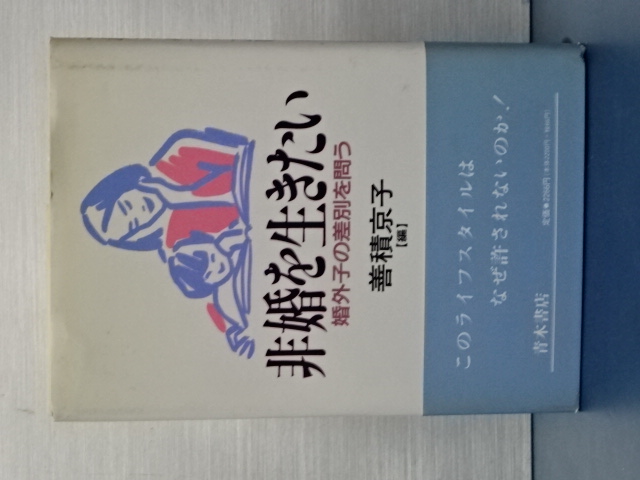 非婚を生きたい
婚外子の差別を問う
善積京子
[編]
このライフスタイルは
なぜ許されないのか!
青木書店